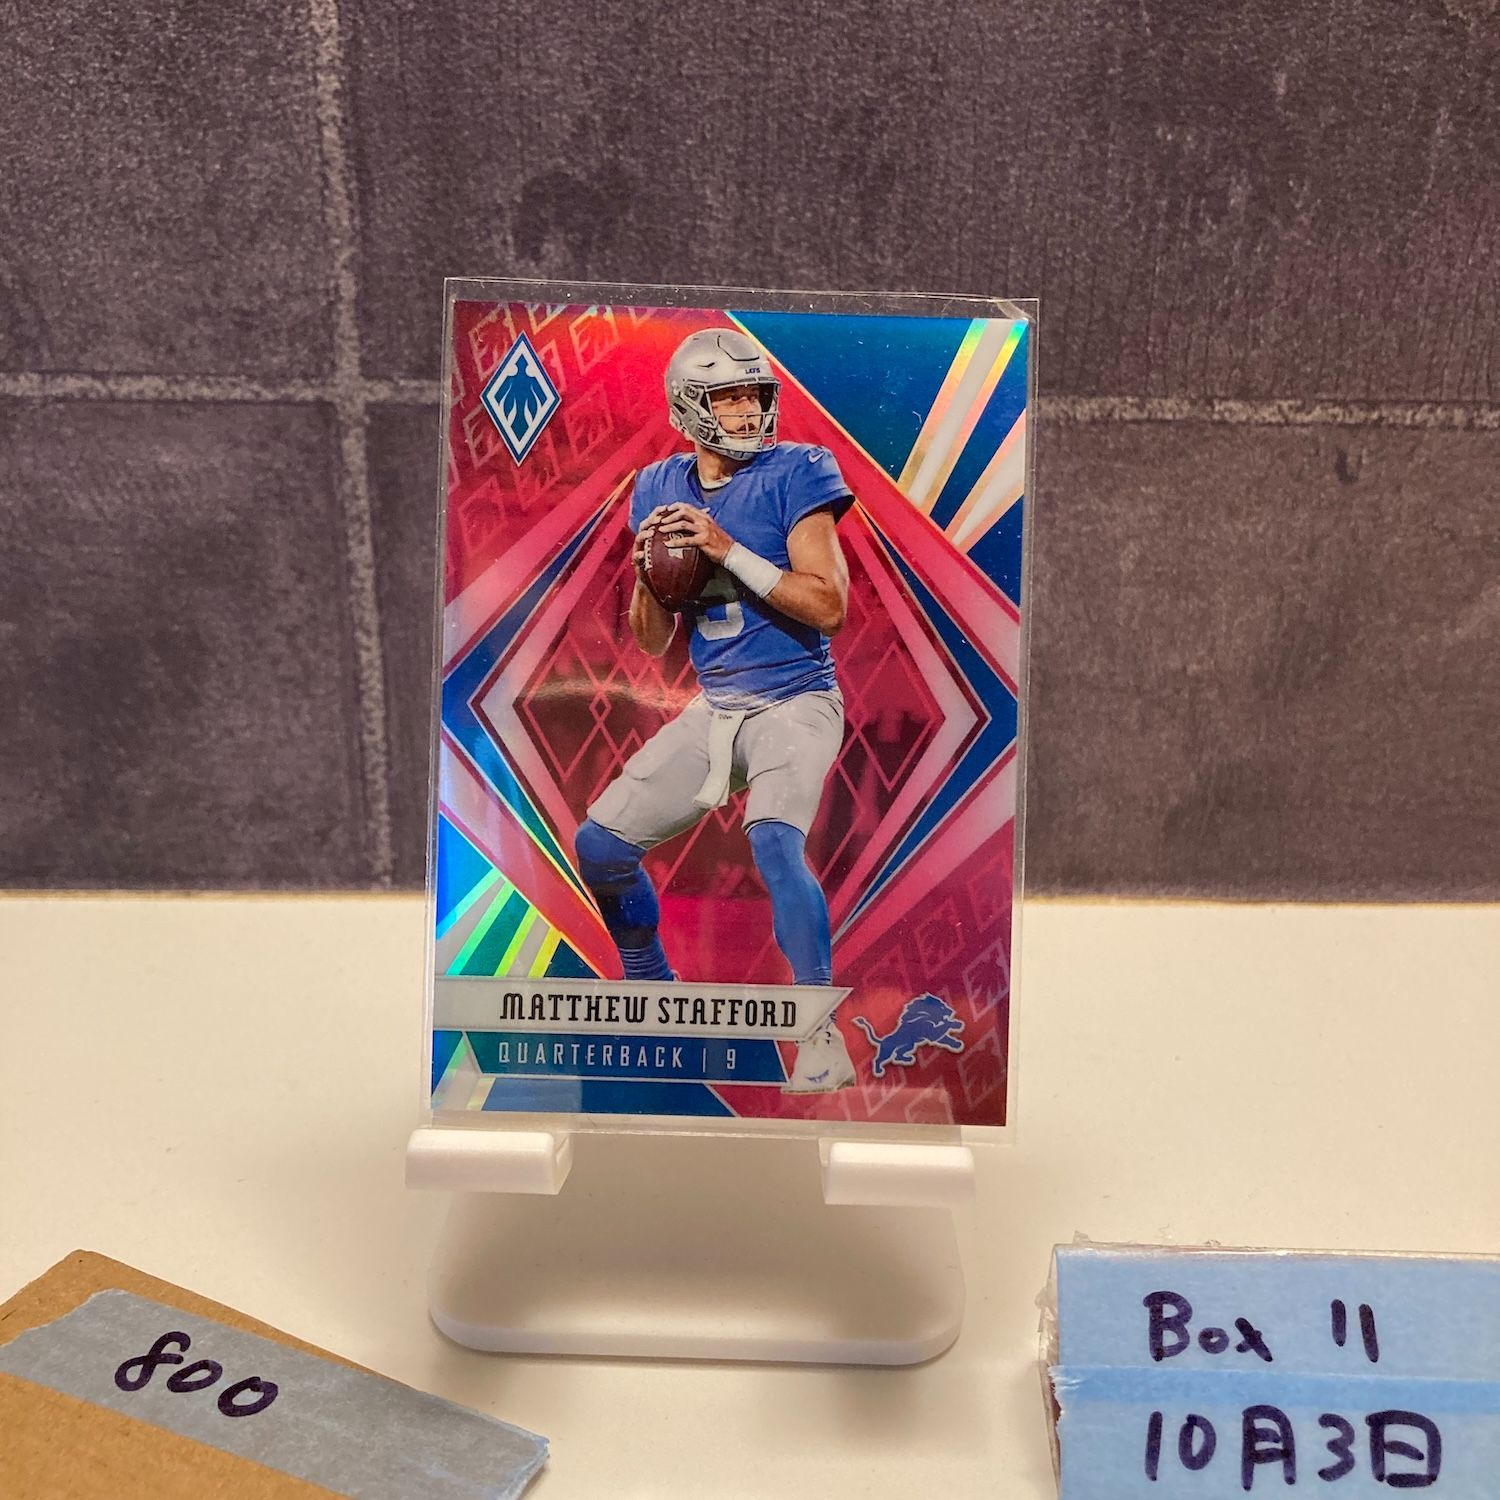 MATTHEW STAFFORD
QUARTERBACK | 9
800
Box 11
10月3日